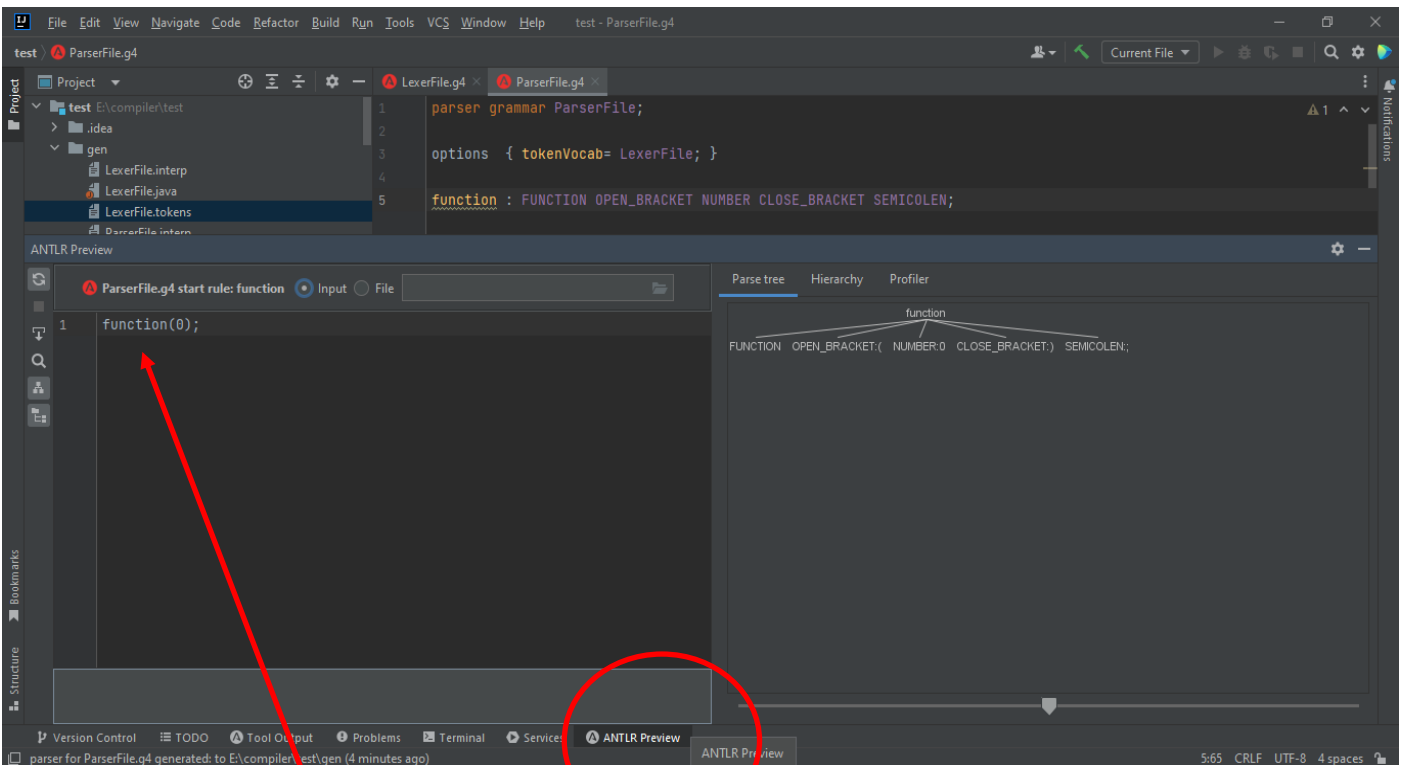 File Edit View Navigate Code Refactor Build Run Tools VCS Window Help test - ParserFile.g4
test ParserFile.g4 Current File
Project
Project
LexerFile.g4 ParserFile.g4
Notifications
test E:\compiler\test
.idea
gen
LexerFile.interp
LexerFile.java
LexerFile.tokens
ParserFile.interp
1 parser grammar ParserFile;
1
2
3 options { tokenVocab= LexerFile; }
4
5 function : FUNCTION OPEN_BRACKET NUMBER CLOSE_BRACKET SEMICOLEN;
ANTLR Preview
ParserFile.g4 start rule: function Input File
1 function(0);
Parse tree Hierarchy Profiler
function
FUNCTION OPEN_BRACKET:( NUMBER:0 CLOSE_BRACKET:) SEMICOLEN:;
Bookmarks
Structure
Version Control TODO Tool Output Problems Terminal Services ANTLR Preview
ANTLR Preview
parser for ParserFile.g4 generated: to E:\compiler\test\gen (4 minutes ago) 5:65 CRLF UTF-8 4 spaces